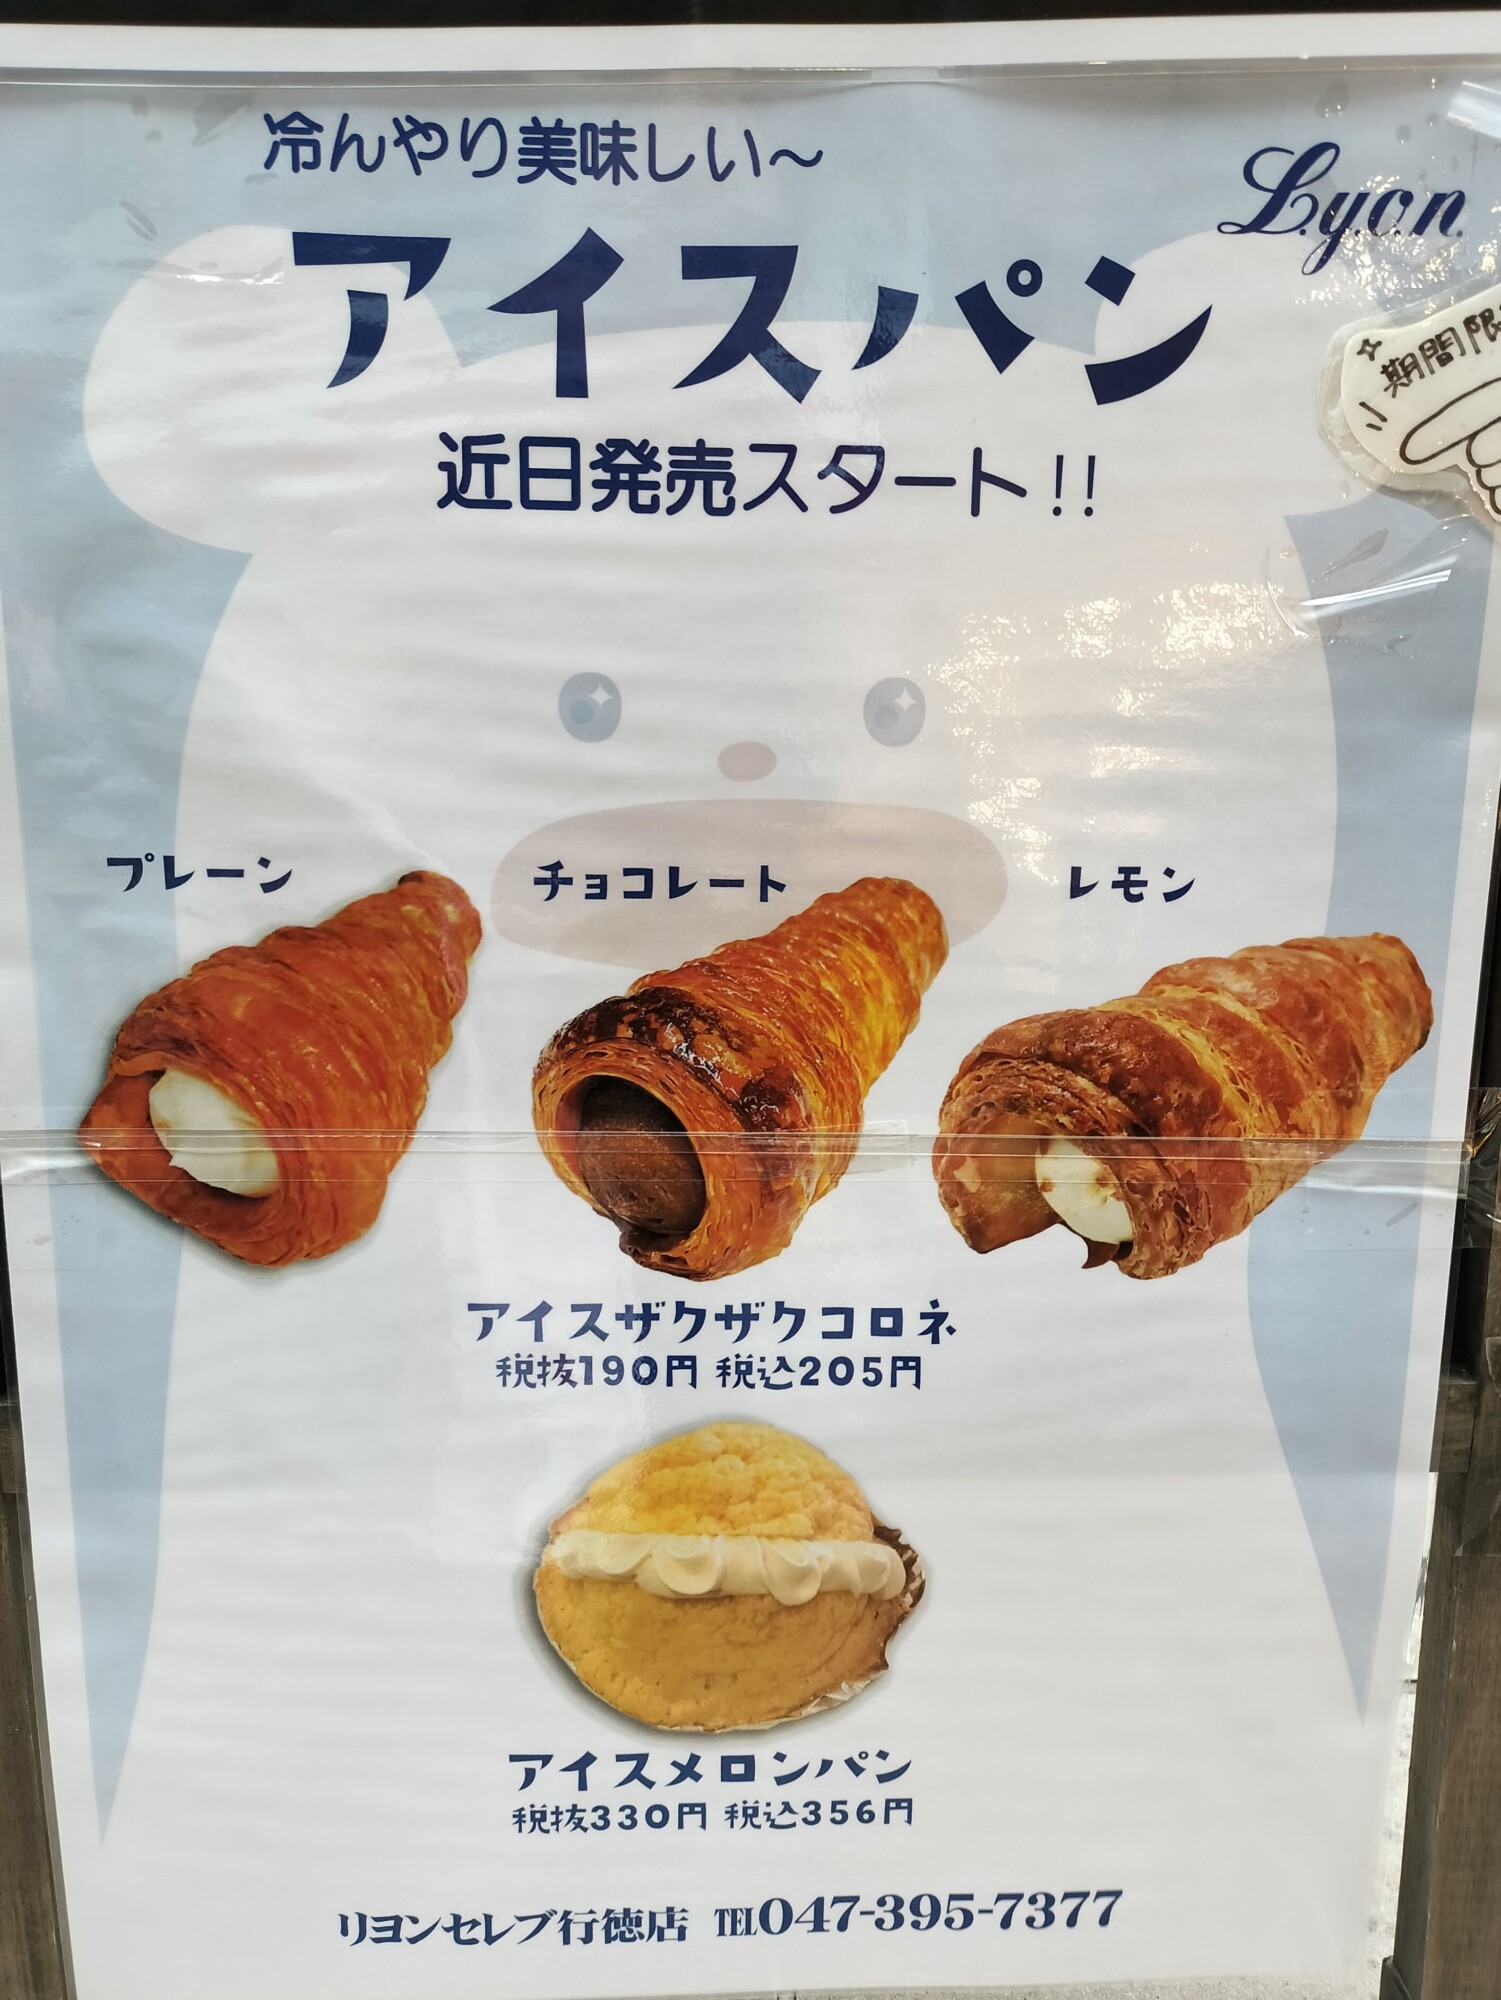 冷んやり美味しい〜
L.y.o.n.
アイスパン
期間限
近日発売スタート!!
プレーン
チョコレート
レモン
アイスザクザクコロネ
税抜190円 税込205円
アイスメロンパン
税抜330円 税込356円
リヨンセレブ行徳店 TEL047-395-7377